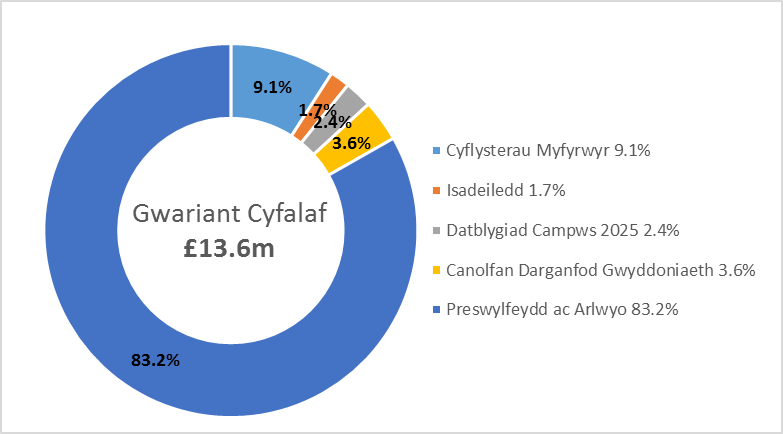 9.1%
1.7%
2.4%
3.6%
83.2%
Gwariant Cyfalaf
£13.6m
Cyflysterau Myfyrwyr 9.1%
Isadeiledd 1.7%
Datblygiad Campws 2025 2.4%
Canolfan Darganfod Gwyddoniaeth 3.6%
Preswylfeydd ac Arlwyo 83.2%